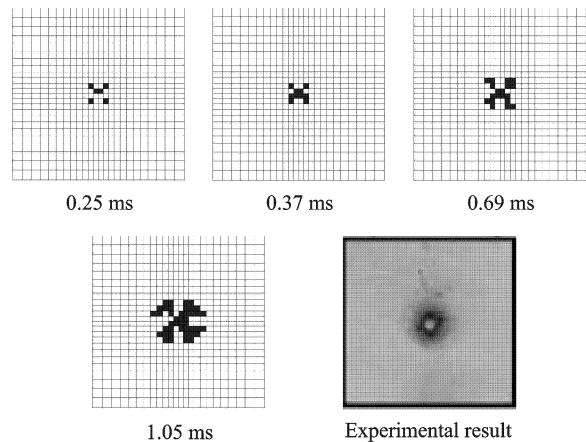 0.25 ms
0.37 ms
0.69 ms
1.05 ms
Experimental result